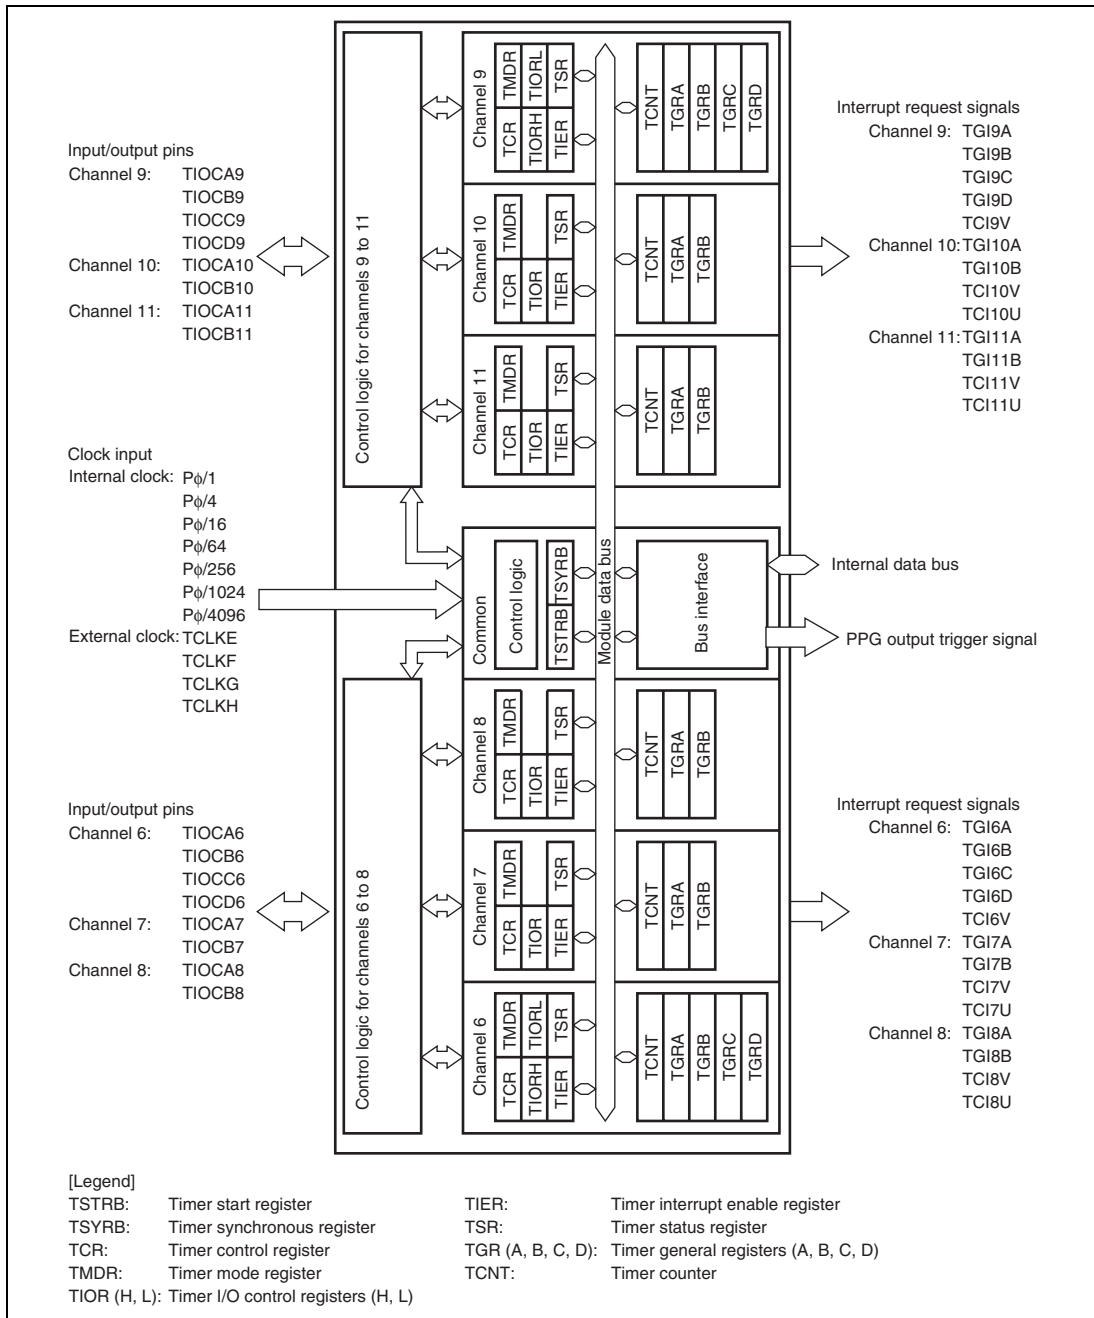 Input/output pins
Channel 9: TIOCA9
TIOCB9
TIOCC9
TIOCD9
Channel 10: TIOCA10
TIOCB10
Channel 11: TIOCA11
TIOCB11
Clock input
Internal clock: Pφ/1
Pφ/4
Pφ/16
Pφ/64
Pφ/256
Pφ/1024
Pφ/4096
External clock: TCLKE
TCLKF
TCLKG
TCLKH
Input/output pins
Channel 6: TIOCA6
TIOCB6
TIOCC6
TIOCD6
Channel 7: TIOCA7
TIOCB7
Channel 8: TIOCA8
TIOCB8
Control logic for channels 9 to 11
Control logic for channels 6 to 8
Channel 9
TCR TMDR
TIORH TIORL
TIER TSR
TCNT
TGRA
TGRB
TGRC
TGRD
Channel 10
TCR TMDR
TIOR
TIER TSR
TCNT
TGRA
TGRB
Channel 11
TCR TMDR
TIOR
TIER TSR
TCNT
TGRA
TGRB
Common
Control logic
TSTRB TSYRB
Module data bus
Bus interface
Channel 8
TCR TMDR
TIOR
TIER TSR
TCNT
TGRA
TGRB
Channel 7
TCR TMDR
TIOR
TIER TSR
TCNT
TGRA
TGRB
Channel 6
TCR TMDR
TIORH TIORL
TIER TSR
TCNT
TGRA
TGRB
TGRC
TGRD
Interrupt request signals
Channel 9: TGI9A
TGI9B
TGI9C
TGI9D
TCI9V
Channel 10: TGI10A
TGI10B
TCI10V
TCI10U
Channel 11: TGI11A
TGI11B
TCI11V
TCI11U
Internal data bus
PPG output trigger signal
Interrupt request signals
Channel 6: TGI6A
TGI6B
TGI6C
TGI6D
TCI6V
Channel 7: TGI7A
TGI7B
TCI7V
TCI7U
Channel 8: TGI8A
TGI8B
TCI8V
TCI8U
[Legend]
TSTRB: Timer start register
TSYRB: Timer synchronous register
TCR: Timer control register
TMDR: Timer mode register
TIOR (H, L): Timer I/O control registers (H, L)
TIER: Timer interrupt enable register
TSR: Timer status register
TGR (A, B, C, D): Timer general registers (A, B, C, D)
TCNT: Timer counter